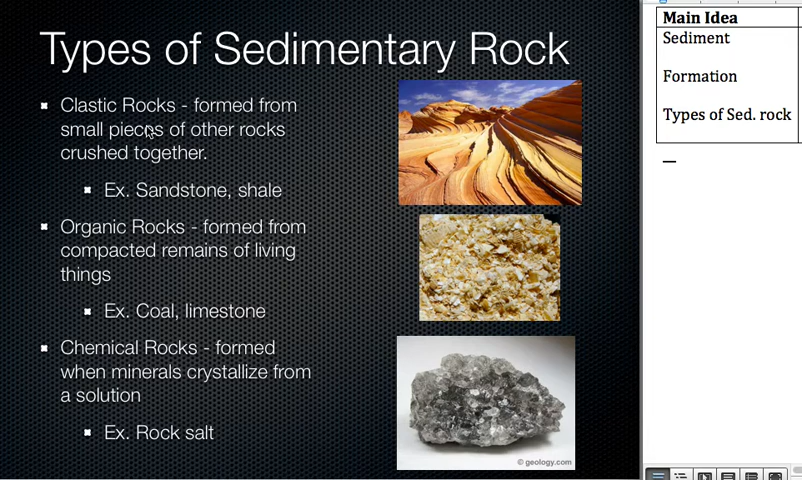 Types of Sedimentary Rock
Clastic Rocks - formed from
small pieces of other rocks
crushed together.
Ex. Sandstone, shale
Organic Rocks - formed from
compacted remains of living
things
Ex. Coal, limestone
Chemical Rocks - formed
when minerals crystallize from
a solution
Ex. Rock salt
© geology.com
Main Idea
Sediment
Formation
Types of Sed. rock